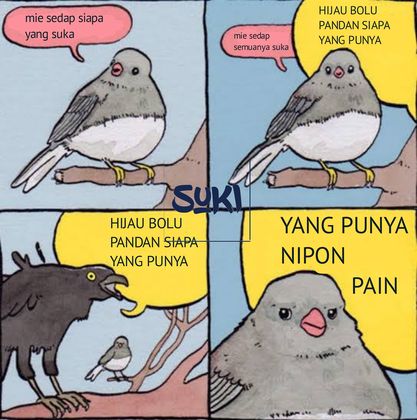 mie sedap siapa
yang suka
mie sedap
semuanya suka
HIJAU BOLU
PANDAN SIAPA
YANG PUNYA
SUKI
HIJAU BOLU
PANDAN SIAPA
YANG PUNYA
YANG PUNYA
NIPON
PAIN